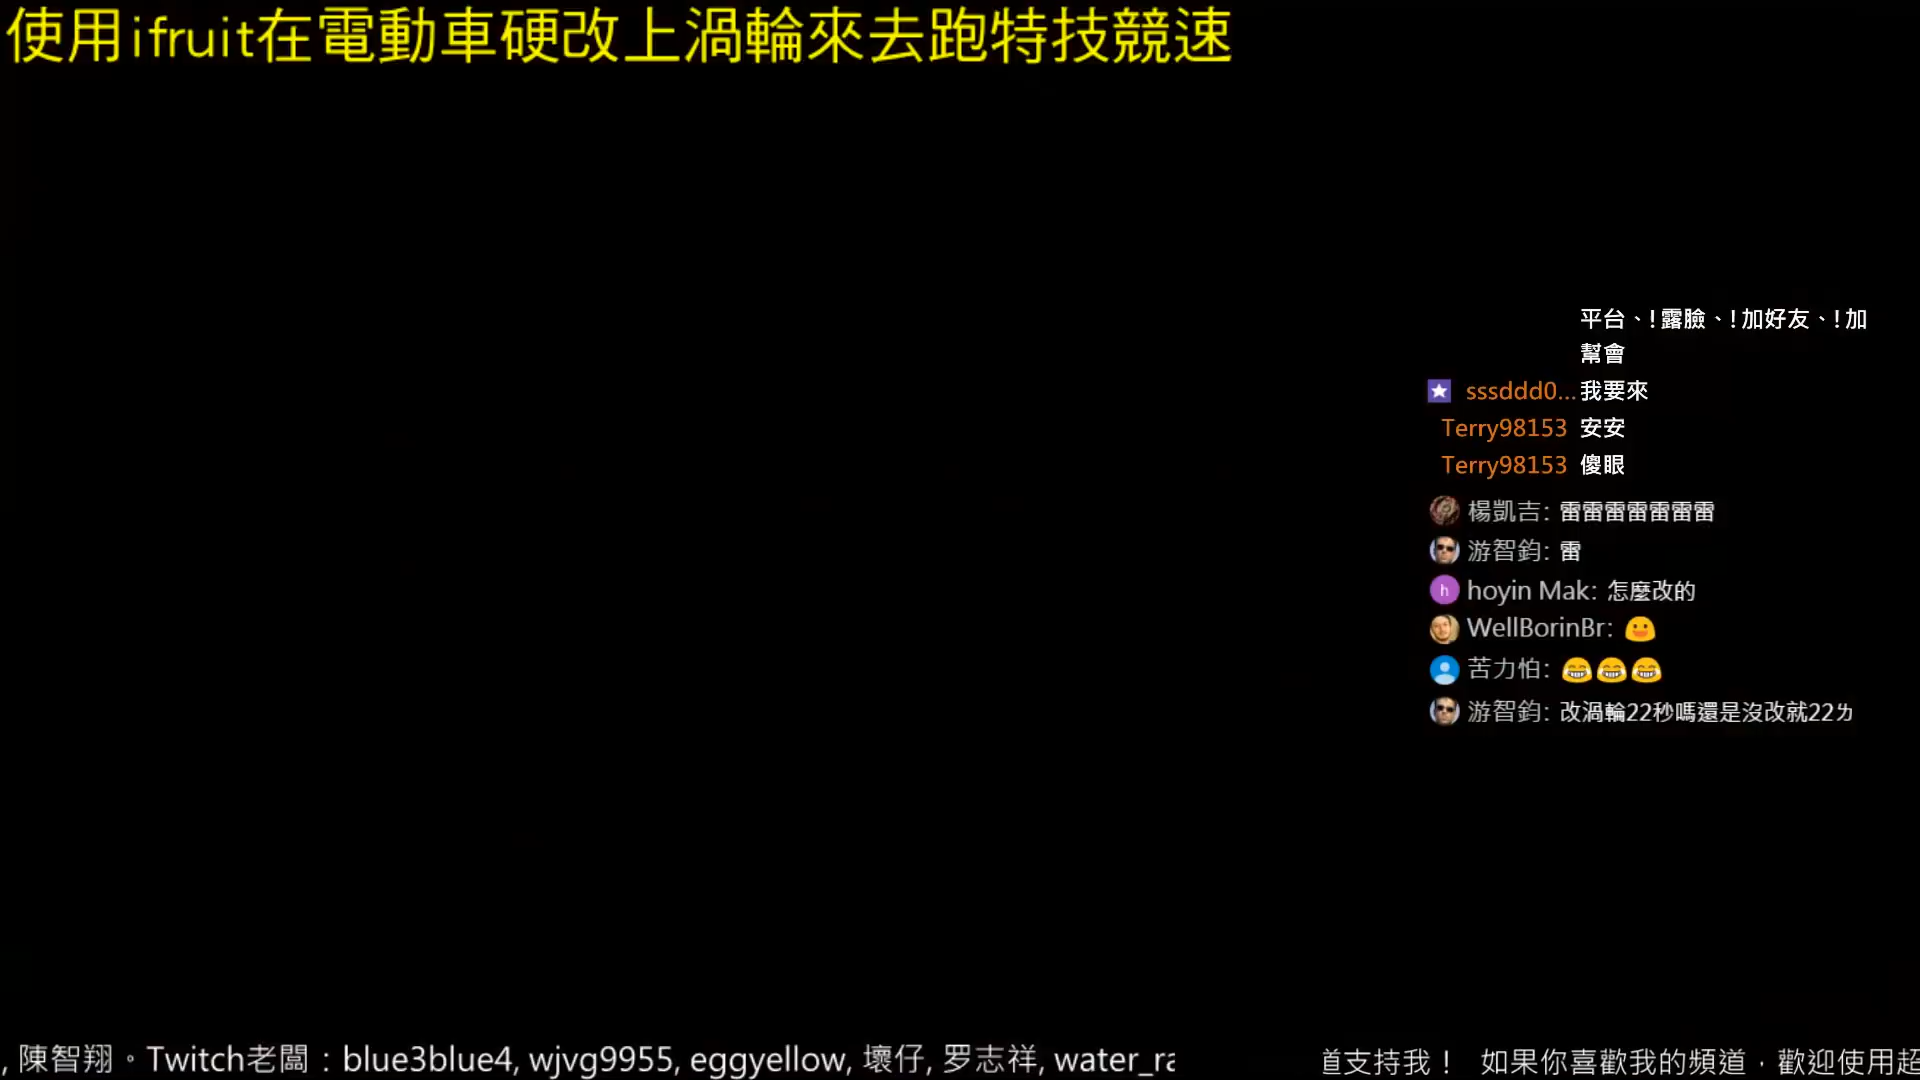 使用ifruit在電動車硬改上渦輪來去跑特技競速
平台、!露臉、!加好友、!加
幫會
sssddd0... 我要來
Terry98153 安安
Terry98153 傻眼
楊凱吉: 雷雷雷雷雷雷雷
游智鈞: 雷
h hoyin Mak: 怎麼改的
WellBorinBr: 😃
苦力怕: 😂😂😂
游智鈞: 改渦輪22秒嗎還是沒改就22ㄌ
, 陳智翔。Twitch老闆：blue3blue4, wjvg9955, eggyellow, 壞仔, 罗志祥, water_ra
支持我！ 如果你喜歡我的頻道，歡迎使用超